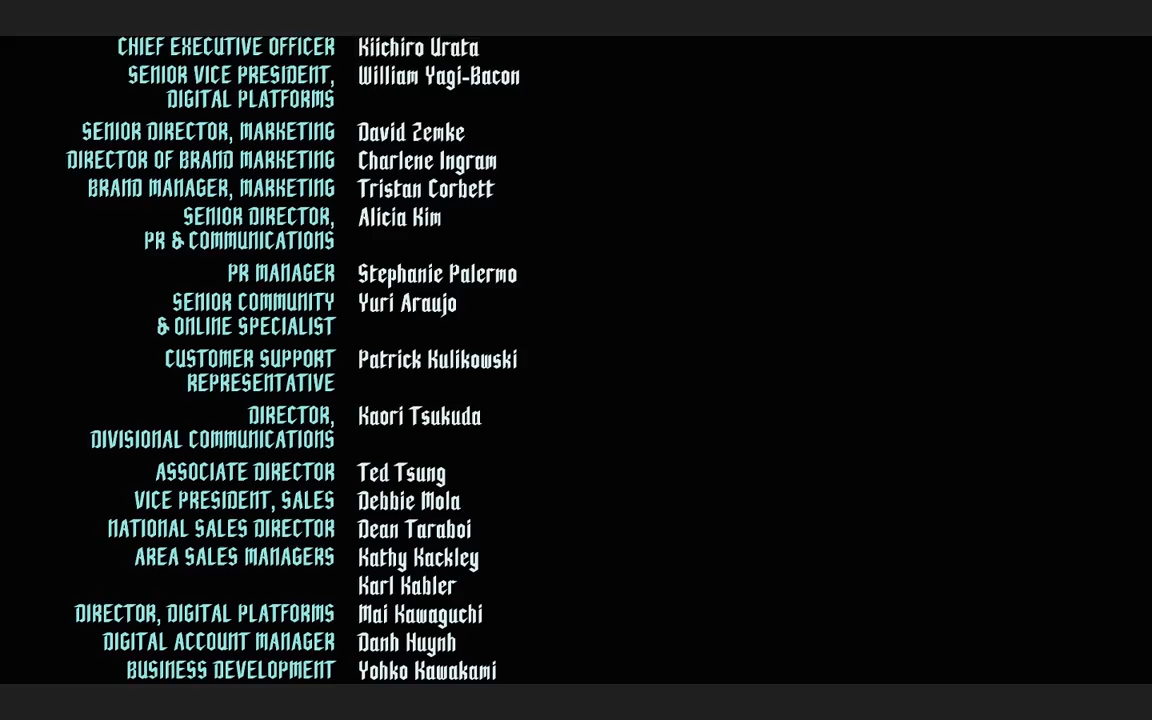 CHIEF EXECUTIVE OFFICER Kiichiro Urata
SENIOR VICE PRESIDENT, William Yagi-Bacon
DIGITAL PLATFORMS
SENIOR DIRECTOR, MARKETING David Zemke
DIRECTOR OF BRAND MARKETING Charlene Ingram
BRAND MANAGER, MARKETING Tristan Corbett
SENIOR DIRECTOR, Alicia Kim
PR & COMMUNICATIONS
PR MANAGER Stephanie Palermo
SENIOR COMMUNITY Yuri Araujo
& ONLINE SPECIALIST
CUSTOMER SUPPORT Patrick Kulikowski
REPRESENTATIVE
DIRECTOR, Kaori Tsukuda
DIVISIONAL COMMUNICATIONS
ASSOCIATE DIRECTOR Ted Tsung
VICE PRESIDENT, SALES Debbie Mola
NATIONAL SALES DIRECTOR Dean Taraboi
AREA SALES MANAGERS Kathy Kackley
Karl Kabler
DIRECTOR, DIGITAL PLATFORMS Mai Kawaguchi
DIGITAL ACCOUNT MANAGER Danh Huynh
BUSINESS DEVELOPMENT Yohko Kawakami